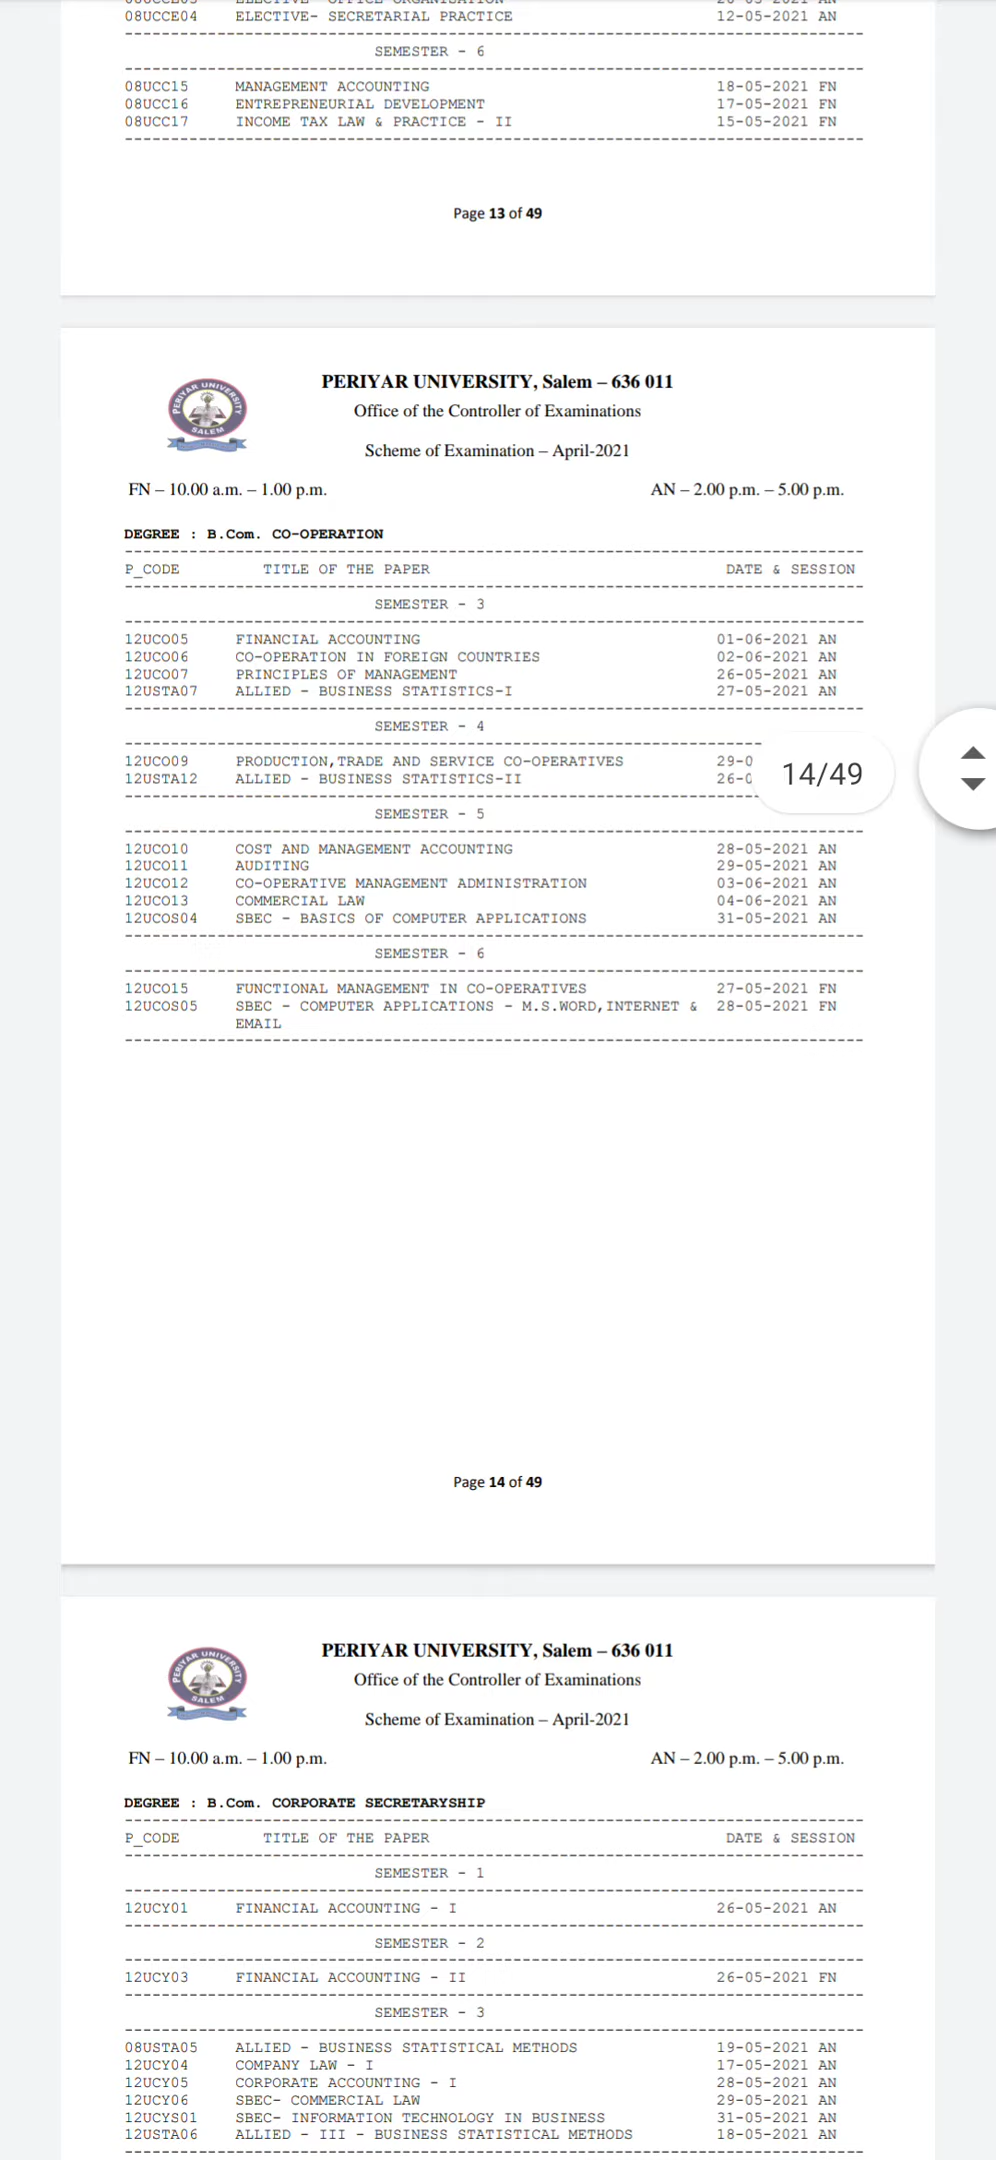 08UCCE04 ELECTIVE- SECRETARIAL PRACTICE 12-05-2021 AN
SEMESTER - 6
08UCC15 MANAGEMENT ACCOUNTING 18-05-2021 FN
08UCC16 ENTREPRENEURIAL DEVELOPMENT 17-05-2021 FN
08UCC17 INCOME TAX LAW & PRACTICE - II 15-05-2021 FN
Page 13 of 49
PERIYAR UNIVERSITY SALEM
PERIYAR UNIVERSITY, Salem – 636 011
Office of the Controller of Examinations
Scheme of Examination – April-2021
FN – 10.00 a.m. – 1.00 p.m. AN – 2.00 p.m. – 5.00 p.m.
DEGREE : B.Com. CO-OPERATION
P_CODE TITLE OF THE PAPER DATE & SESSION
SEMESTER - 3
12UCO05 FINANCIAL ACCOUNTING 01-06-2021 AN
12UCO06 CO-OPERATION IN FOREIGN COUNTRIES 02-06-2021 AN
12UCO07 PRINCIPLES OF MANAGEMENT 26-05-2021 AN
12USTA07 ALLIED - BUSINESS STATISTICS-I 27-05-2021 AN
SEMESTER - 4
12UCO09 PRODUCTION,TRADE AND SERVICE CO-OPERATIVES 29-0
14/49
12USTA12 ALLIED - BUSINESS STATISTICS-II 26-0
SEMESTER - 5
12UCO10 COST AND MANAGEMENT ACCOUNTING 28-05-2021 AN
12UCO11 AUDITING 29-05-2021 AN
12UCO12 CO-OPERATIVE MANAGEMENT ADMINISTRATION 03-06-2021 AN
12UCO13 COMMERCIAL LAW 04-06-2021 AN
12UCOS04 SBEC - BASICS OF COMPUTER APPLICATIONS 31-05-2021 AN
SEMESTER - 6
12UCO15 FUNCTIONAL MANAGEMENT IN CO-OPERATIVES 27-05-2021 FN
12UCOS05 SBEC - COMPUTER APPLICATIONS - M.S.WORD,INTERNET & 28-05-2021 FN
EMAIL
Page 14 of 49
PERIYAR UNIVERSITY SALEM
PERIYAR UNIVERSITY, Salem – 636 011
Office of the Controller of Examinations
Scheme of Examination – April-2021
FN – 10.00 a.m. – 1.00 p.m. AN – 2.00 p.m. – 5.00 p.m.
DEGREE : B.Com. CORPORATE SECRETARYSHIP
P_CODE TITLE OF THE PAPER DATE & SESSION
SEMESTER - 1
12UCY01 FINANCIAL ACCOUNTING - I 26-05-2021 AN
SEMESTER - 2
12UCY03 FINANCIAL ACCOUNTING - II 26-05-2021 FN
SEMESTER - 3
08USTA05 ALLIED - BUSINESS STATISTICAL METHODS 19-05-2021 AN
12UCY04 COMPANY LAW - I 17-05-2021 AN
12UCY05 CORPORATE ACCOUNTING - I 28-05-2021 AN
12UCY06 SBEC- COMMERCIAL LAW 29-05-2021 AN
12UCYS01 SBEC- INFORMATION TECHNOLOGY IN BUSINESS 31-05-2021 AN
12USTA06 ALLIED - III - BUSINESS STATISTICAL METHODS 18-05-2021 AN